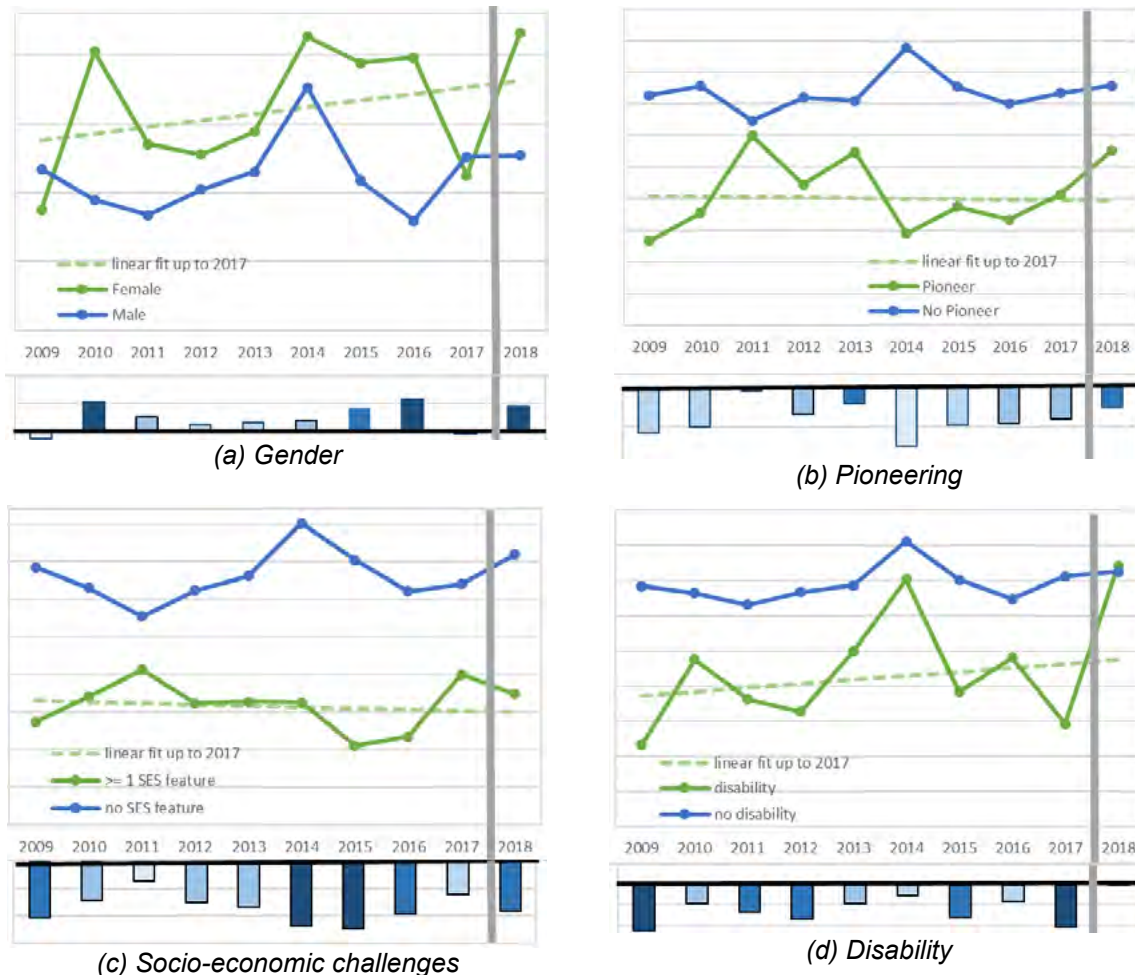 linear fit up to 2017
Female
Male
2009 2010 2011 2012 2013 2014 2015 2016 2017 2018
(a) Gender
linear fit up to 2017
Pioneer
No Pioneer
2009 2010 2011 2012 2013 2014 2015 2016 2017 2018
(b) Pioneering
linear fit up to 2017
>= 1 SES feature
no SES feature
2009 2010 2011 2012 2013 2014 2015 2016 2017 2018
(c) Socio-economic challenges
linear fit up to 2017
disability
no disability
2009 2010 2011 2012 2013 2014 2015 2016 2017 2018
(d) Disability